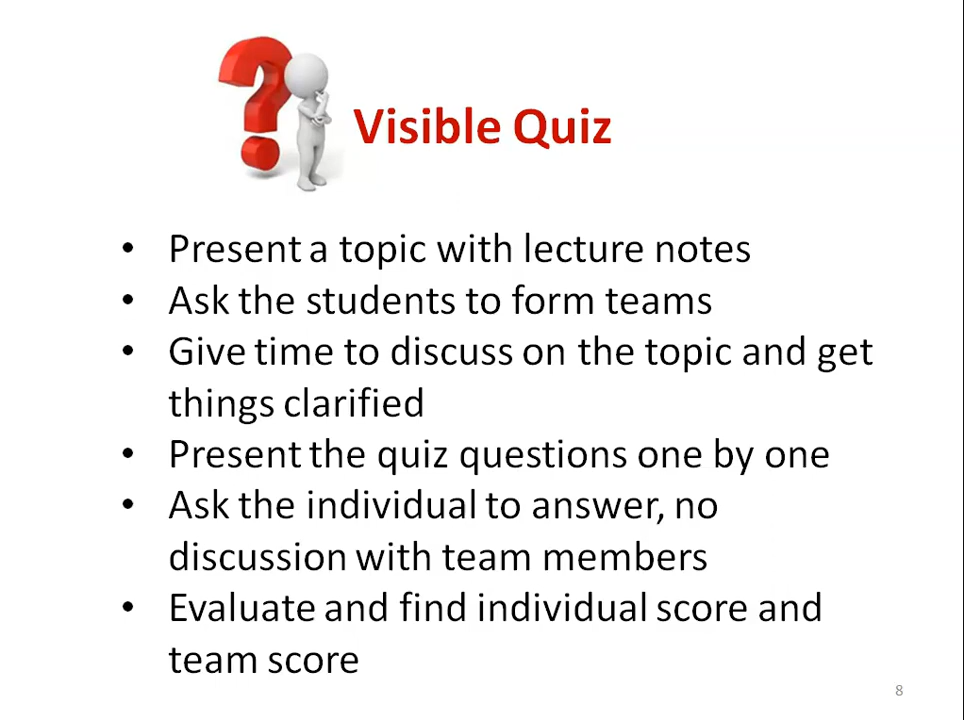 Visible Quiz
• Present a topic with lecture notes
• Ask the students to form teams
• Give time to discuss on the topic and get
things clarified
• Present the quiz questions one by one
• Ask the individual to answer, no
discussion with team members
• Evaluate and find individual score and
team score
8